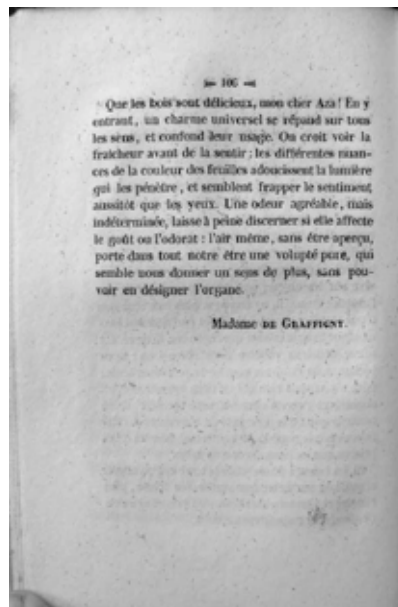 106
Que les bois sont délicieux, mon cher Aza! En y
entrant, un charme universel se répand sur tous
les sens, et confond leur usage. On croit voir la
fraîcheur avant de la sentir; les différentes nuan-
ces de la couleur des feuilles adoucissent la lumière
qui les pénètre, et semblent frapper le sentiment
aussitôt que les yeux. Une odeur agréable, mais
indéterminée, laisse à peine discerner si elle affecte
le goût ou l'odorat : l'air même, sans être aperçu,
porte dans tout notre être une volupté pure, qui
semble nous donner un sens de plus, sans pou-
voir en désigner l'organe.
Madame DE GRAFFIGNY.